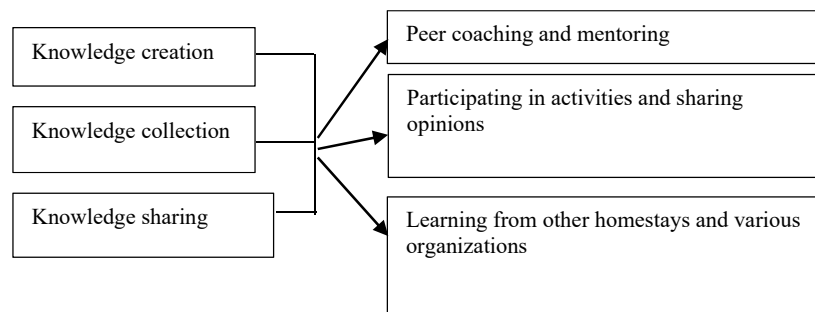 Knowledge creation
Knowledge collection
Knowledge sharing
Peer coaching and mentoring
Participating in activities and sharing
opinions
Learning from other homestays and various
organizations